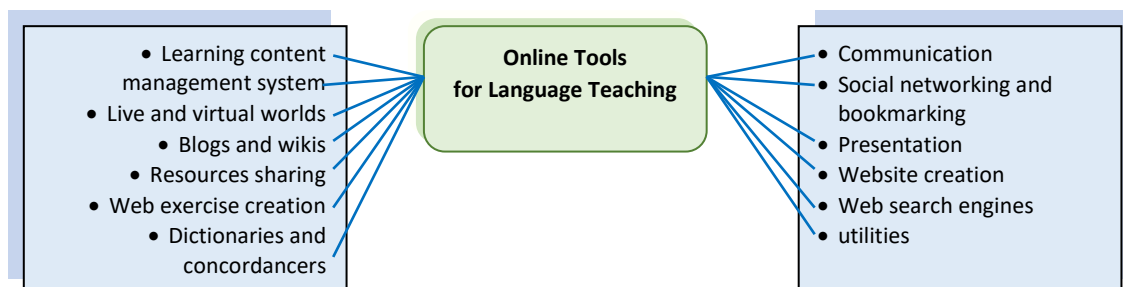 • Learning content
management system
• Live and virtual worlds
• Blogs and wikis
• Resources sharing
• Web exercise creation
• Dictionaries and
concordancers
Online Tools
for Language Teaching
• Communication
• Social networking and
bookmarking
• Presentation
• Website creation
• Web search engines
• utilities